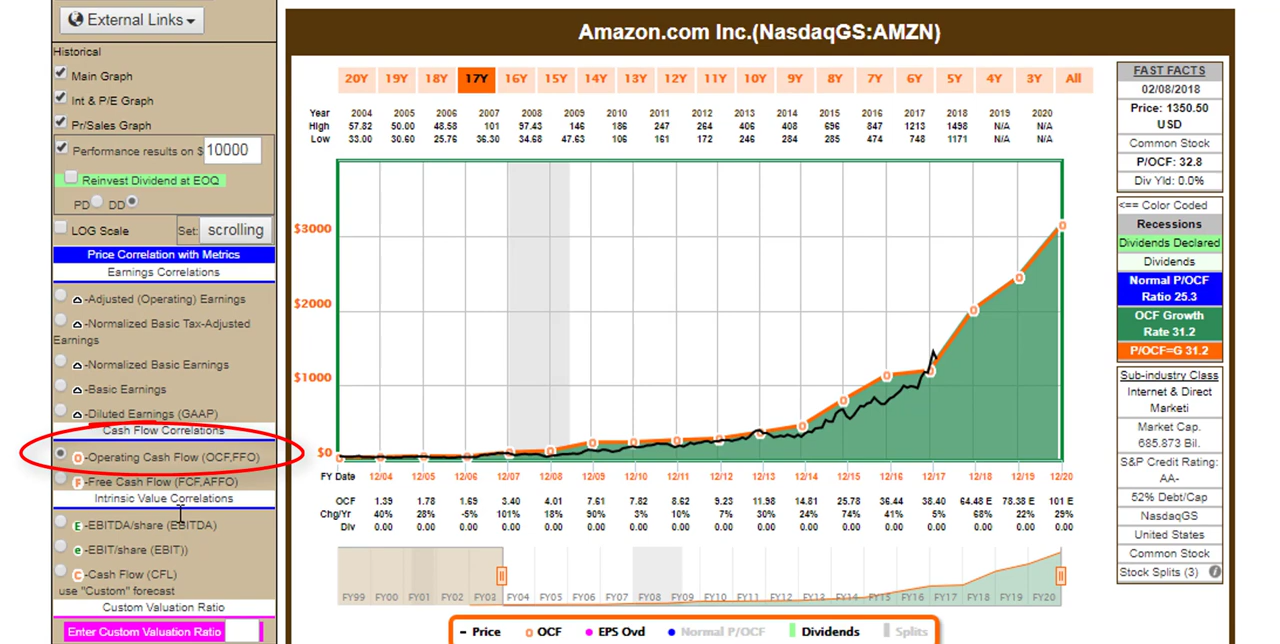 External Links
Historical
Main Graph
Int & P/E Graph
Pr/Sales Graph
Performance results on $ 10000
Reinvest Dividend at EOQ
PD DD
LOG Scale Set: scrolling
Price Correlation with Metrics
Earnings Correlations
-Adjusted (Operating) Earnings
-Normalized Basic Tax-Adjusted
Earnings
-Normalized Basic Earnings
-Basic Earnings
-Diluted Earnings (GAAP)
Cash Flow Correlations
O -Operating Cash Flow (OCF,FFO)
F -Free Cash Flow (FCF,AFFO)
Intrinsic Value Correlations
E -EBITDA/share (EBITDA)
e -EBIT/share (EBIT))
C -Cash Flow (CFL)
use "Custom" forecast
Custom Valuation Ratio
Enter Custom Valuation Ratio
Amazon.com Inc.(NasdaqGS:AMZN)
20Y 19Y 18Y 17Y 16Y 15Y 14Y 13Y 12Y 11Y 10Y 9Y 8Y 7Y 6Y 5Y 4Y 3Y All
Year 2004 2005 2006 2007 2008 2009 2010 2011 2012 2013 2014 2015 2016 2017 2018 2019 2020
High 57.82 50.00 48.58 101 97.43 146 186 247 264 406 408 696 847 1213 1498 N/A N/A
Low 33.00 30.60 25.76 36.30 34.68 47.63 106 161 172 246 284 285 474 748 1171 N/A N/A
$3000
$2000
$1000
$0
FY Date 12/04 12/05 12/06 12/07 12/08 12/09 12/10 12/11 12/12 12/13 12/14 12/15 12/16 12/17 12/18 12/19 12/20
OCF 1.39 1.78 1.69 3.40 4.01 7.61 7.82 8.62 9.23 11.98 14.81 25.78 36.44 38.40 64.48 E 78.38 E 101 E
Chg/Yr 40% 28% -5% 101% 18% 90% 3% 10% 7% 30% 24% 74% 41% 5% 68% 22% 29%
Div 0.00 0.00 0.00 0.00 0.00 0.00 0.00 0.00 0.00 0.00 0.00 0.00 0.00 0.00 0.00 0.00 0.00
FY99 FY00 FY01 FY02 FY03 FY04 FY05 FY06 FY07 FY08 FY09 FY10 FY11 FY12 FY13 FY14 FY15 FY16 FY17 FY18 FY19 FY20
Price OCF EPS Ovd Normal P/OCF Dividends Splits
FAST FACTS
02/08/2018
Price: 1350.50
USD
Common Stock
P/OCF: 32.8
Div Yld: 0.0%
<== Color Coded
Recessions
Dividends Declared
Dividends
Normal P/OCF
Ratio 25.3
OCF Growth
Rate 31.2
P/OCF=G 31.2
Sub-industry Class
Internet & Direct
Marketi
Market Cap.
685.873 Bil.
S&P Credit Rating:
AA-
52% Debt/Cap
NasdaqGS
United States
Common Stock
Stock Splits (3) i